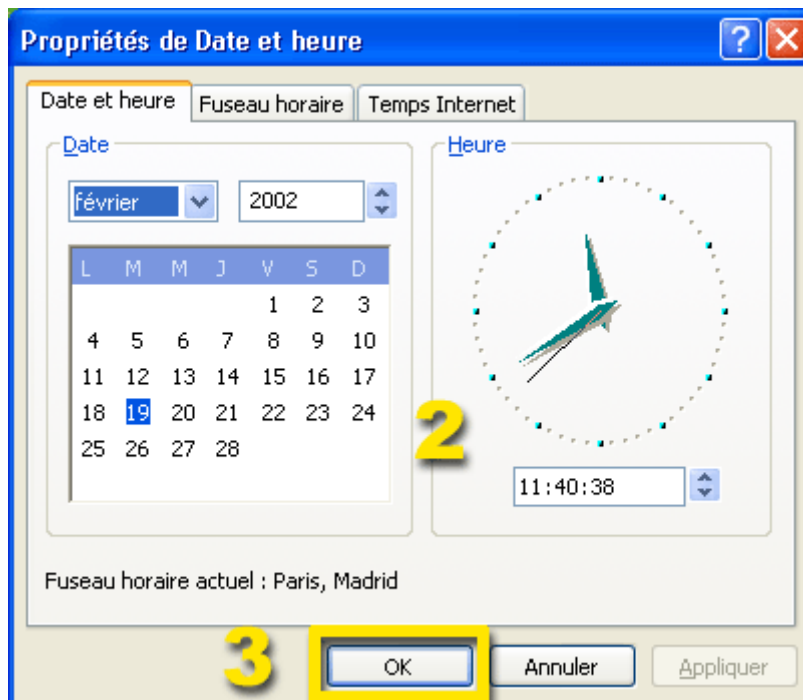 Propriétés de Date et heure
Date et heure Fuseau horaire Temps Internet
Date
février 2002
L M M J V S D
1 2 3
4 5 6 7 8 9 10
11 12 13 14 15 16 17
18 19 20 21 22 23 24
25 26 27 28
Heure
2
11:40:38
Fuseau horaire actuel : Paris, Madrid
3
OK Annuler Appliquer